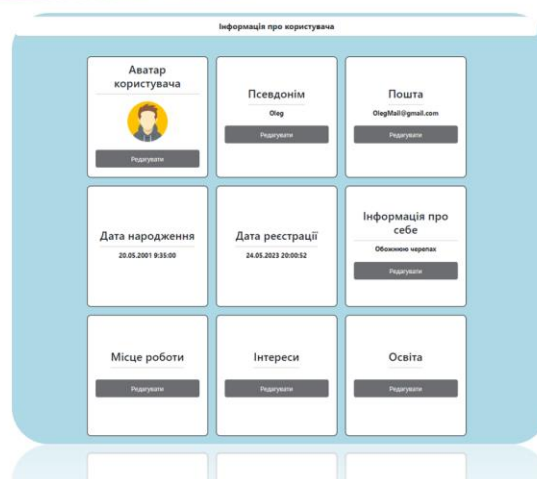 Інформація про користувача
Аватар
користувача
Редагувати
Псевдонім
Oleg
Редагувати
Пошта
OlegMail@gmail.com
Редагувати
Дата народження
20.05.2001 9:35:00
Дата реєстрації
24.05.2023 20:00:52
Інформація про
себе
Обожнюю черепах
Редагувати
Місце роботи
Редагувати
Інтереси
Редагувати
Освіта
Редагувати